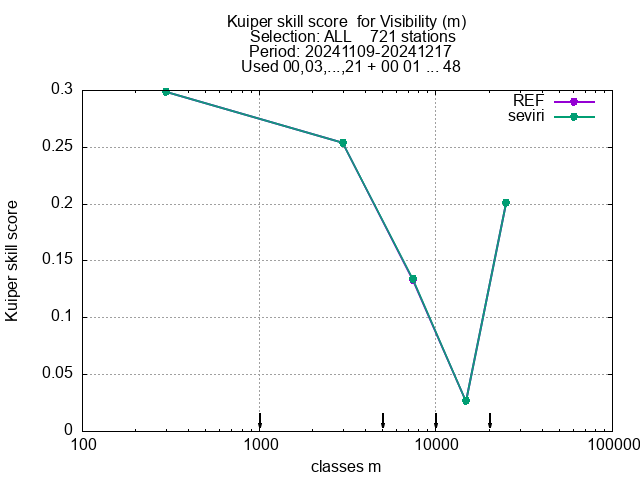 Kuiper skill score  for Visibility (m)
Selection: ALL    721 stations
Period: 20241109-20241217
Used 00,03,...,21 + 00 01 ... 48
REF
seviri
0.3
0.25
0.2
0.15
0.1
0.05
0
Kuiper skill score
100
1000
10000
100000
classes m